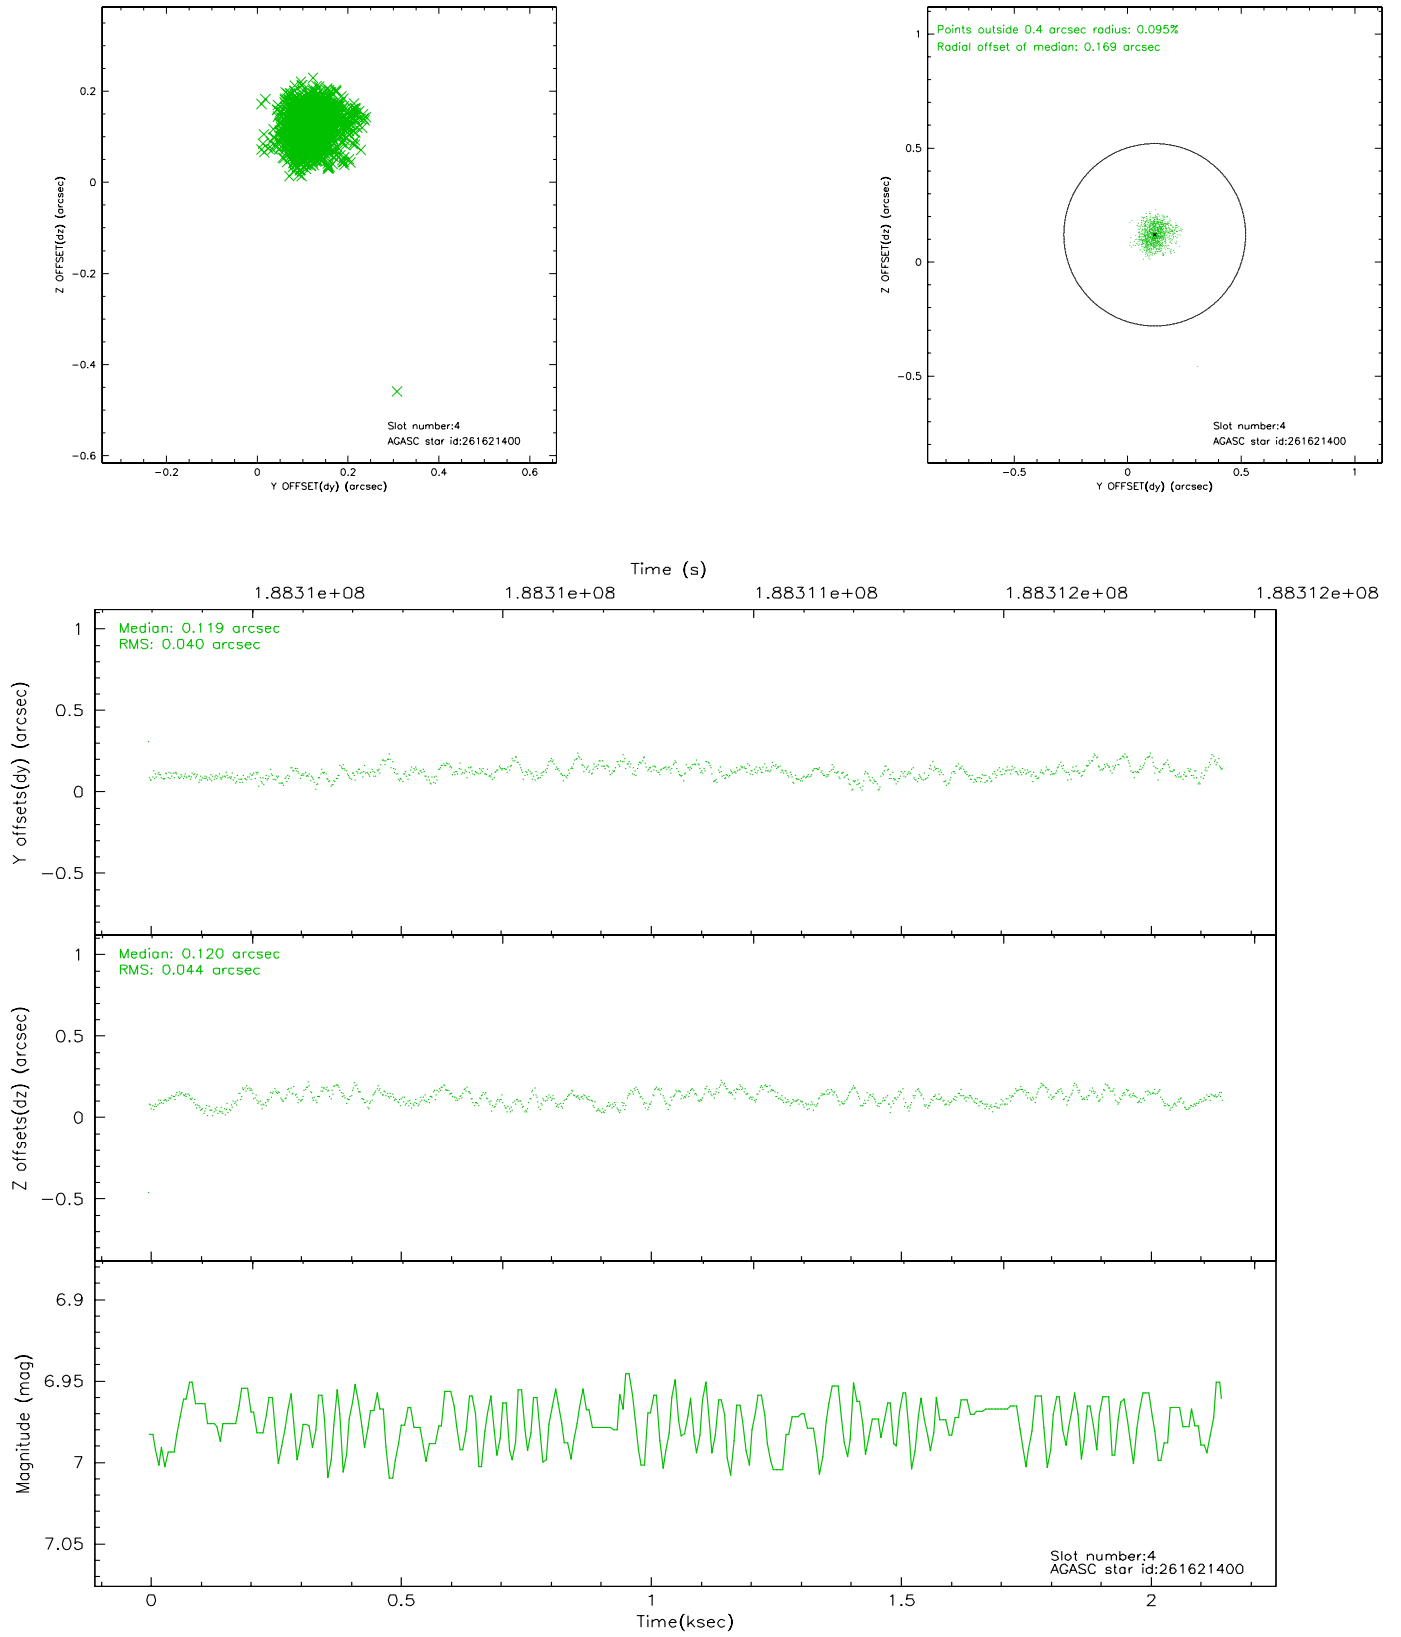 0.2
0
-0.2
-0.4
-0.6
Z OFFSET(dz) (arcsec)
Slot number:4
AGASC star id:261621400
-0.2 0 0.2 0.4 0.6
Y OFFSET(dy) (arcsec)
Points outside 0.4 arcsec radius: 0.095%
Radial offset of median: 0.169 arcsec
1
0.5
0
-0.5
Z OFFSET(dz) (arcsec)
Slot number:4
AGASC star id:261621400
-0.5 0 0.5 1
Y OFFSET(dy) (arcsec)
Time (s)
1.8831e+08 1.8831e+08 1.88311e+08 1.88312e+08 1.88312e+08
Median: 0.119 arcsec
RMS: 0.040 arcsec
1
0.5
0
-0.5
Y offsets(dy) (arcsec)
Median: 0.120 arcsec
RMS: 0.044 arcsec
1
0.5
0
-0.5
Z offsets(dz) (arcsec)
6.9
6.95
7
7.05
Magnitude (mag)
Slot number:4
AGASC star id:261621400
0 0.5 1 1.5 2
Time(ksec)